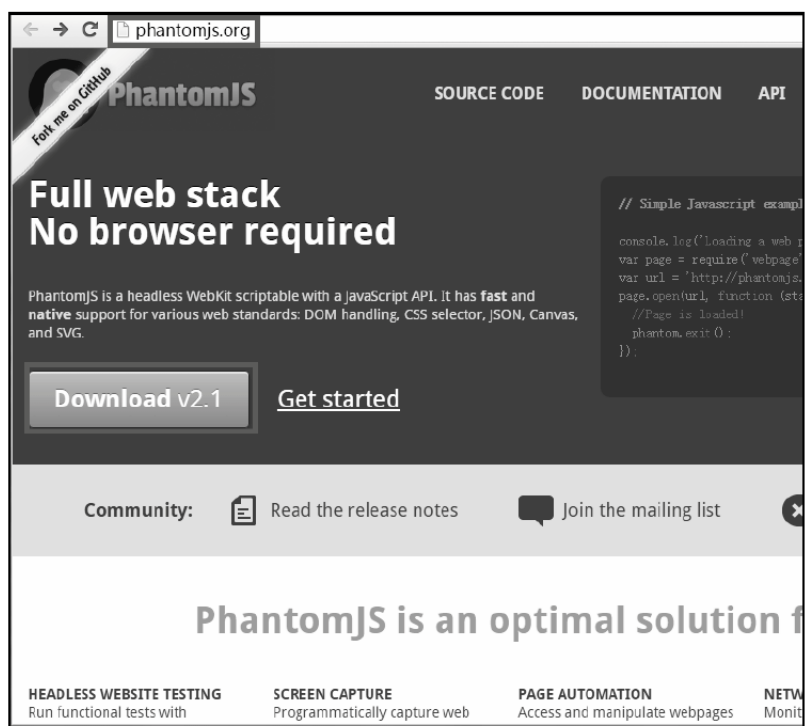 phantomjs.org
Fork me on GitHub
PhantomJS
SOURCE CODE DOCUMENTATION API
Full web stack
No browser required
PhantomJS is a headless WebKit scriptable with a JavaScript API. It has fast and
native support for various web standards: DOM handling, CSS selector, JSON, Canvas,
and SVG.
Download v2.1 Get started
// Simple Javascript exampl
console.log('Loading a web p
var page = require('webpage'
var url = 'http://phantomjs.
page.open(url, function (sta
//Page is loaded!
phantom.exit();
});
Community: Read the release notes Join the mailing list
PhantomJS is an optimal solution f
HEADLESS WEBSITE TESTING SCREEN CAPTURE PAGE AUTOMATION NETW
Run functional tests with Programmatically capture web Access and manipulate webpages Monit